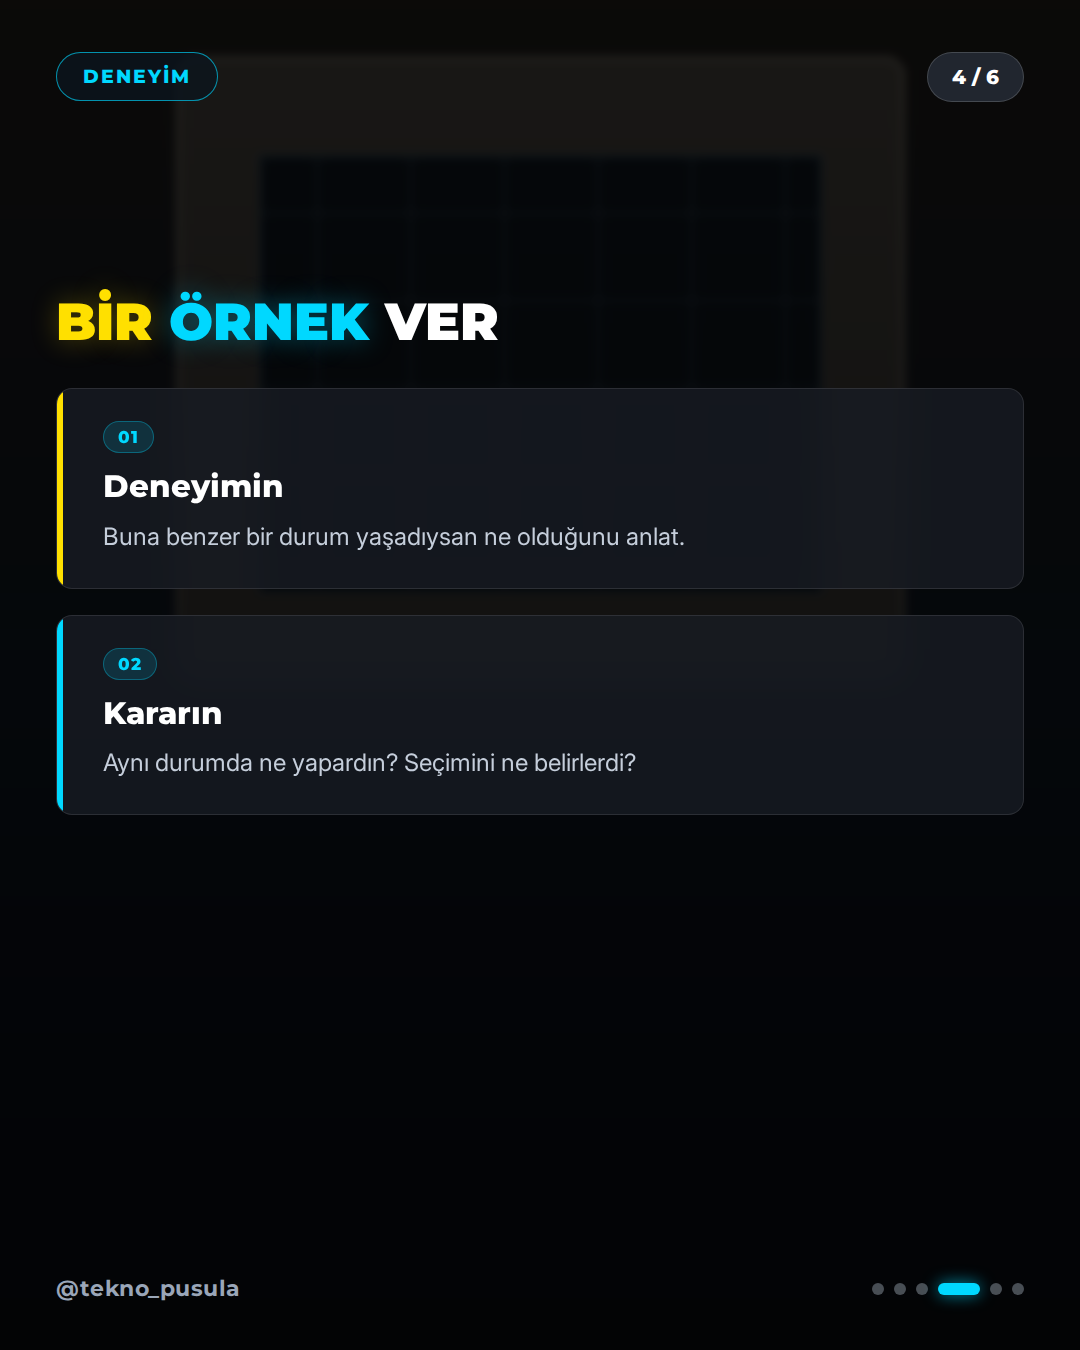 DENEYİM
4 / 6
BİR ÖRNEK VER
01
Deneyimin
Buna benzer bir durum yaşadıysan ne olduğunu anlat.
02
Kararın
Aynı durumda ne yapardın? Seçimini ne belirlerdi?
@tekno_pusula